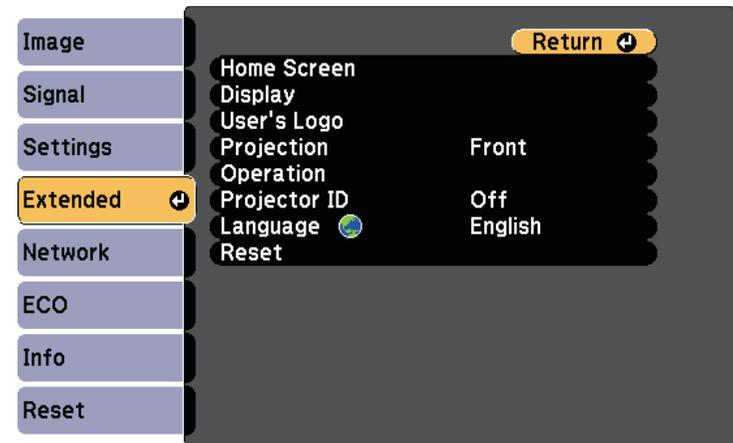 Image
Signal
Settings
Extended
Network
ECO
Info
Reset
Return
Home Screen
Display
User's Logo
Projection Front
Operation
Projector ID Off
Language English
Reset